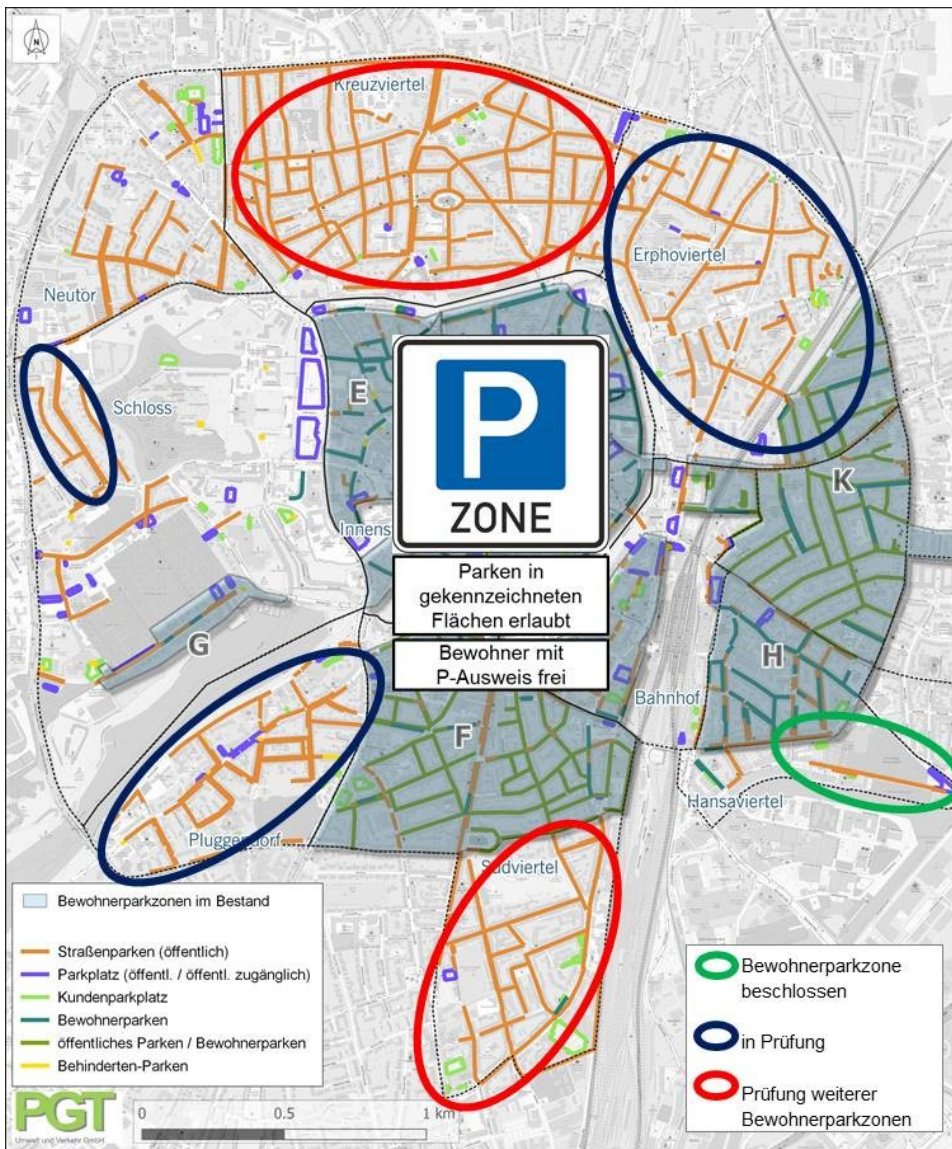 N
Kreuzviertel
Erphoviertel
Neutor
Schloss
E
P
ZONE
K
Innens
Parken in
gekennzeichneten
Flächen erlaubt
Bewohner mit
P-Ausweis frei
G
H
Bahnhof
F
Hansaviertel
Pluggendorf
Südviertel
Bewohnerparkzonen im Bestand
Straßenparken (öffentlich)
Parkplatz (öffentl. / öffentl. zugänglich)
Kundenparkplatz
Bewohnerparken
öffentliches Parken / Bewohnerparken
Behinderten-Parken
Bewohnerparkzone
beschlossen
in Prüfung
Prüfung weiterer
Bewohnerparkzonen
PGT
Umwelt und Verkehr GmbH
0 0.5 1 km